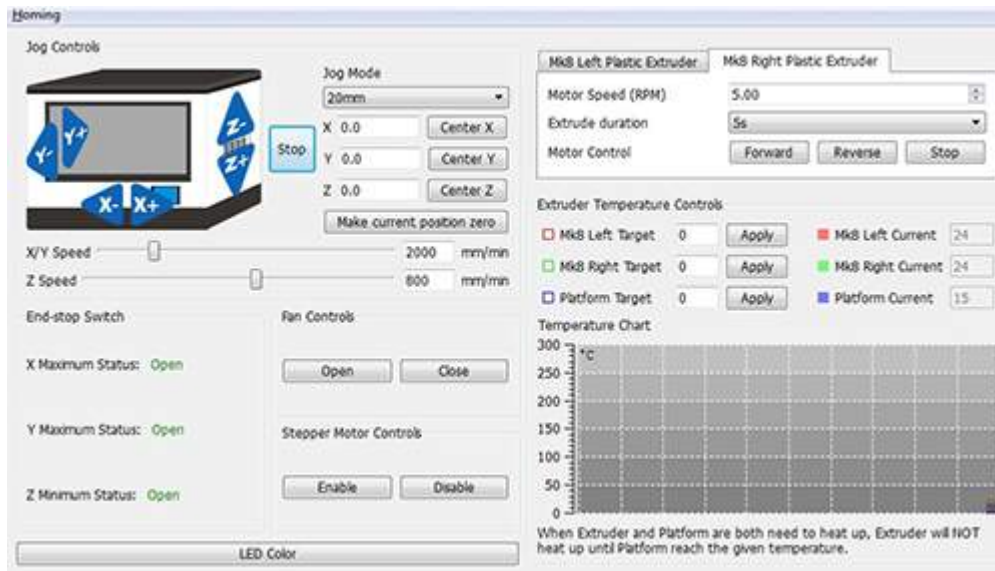 Homing
Jog Controls
Jog Mode
20mm
Y- Y+
Z-
Z+
X- X+
Stop
X 0.0 Center X
Y 0.0 Center Y
Z 0.0 Center Z
Make current position zero
X/Y Speed 2000 mm/min
Z Speed 800 mm/min
End-stop Switch
X Maximum Status: Open
Y Maximum Status: Open
Z Minimum Status: Open
Fan Controls
Open Close
Stepper Motor Controls
Enable Disable
LED Color
Mk8 Left Plastic Extruder Mk8 Right Plastic Extruder
Motor Speed (RPM) 5.00
Extrude duration 5s
Motor Control Forward Reverse Stop
Extruder Temperature Controls
Mk8 Left Target 0 Apply Mk8 Left Current 24
Mk8 Right Target 0 Apply Mk8 Right Current 24
Platform Target 0 Apply Platform Current 15
Temperature Chart
300 °C
250
200
150
100
50
0
When Extruder and Platform are both need to heat up, Extruder will NOT
heat up until Platform reach the given temperature.